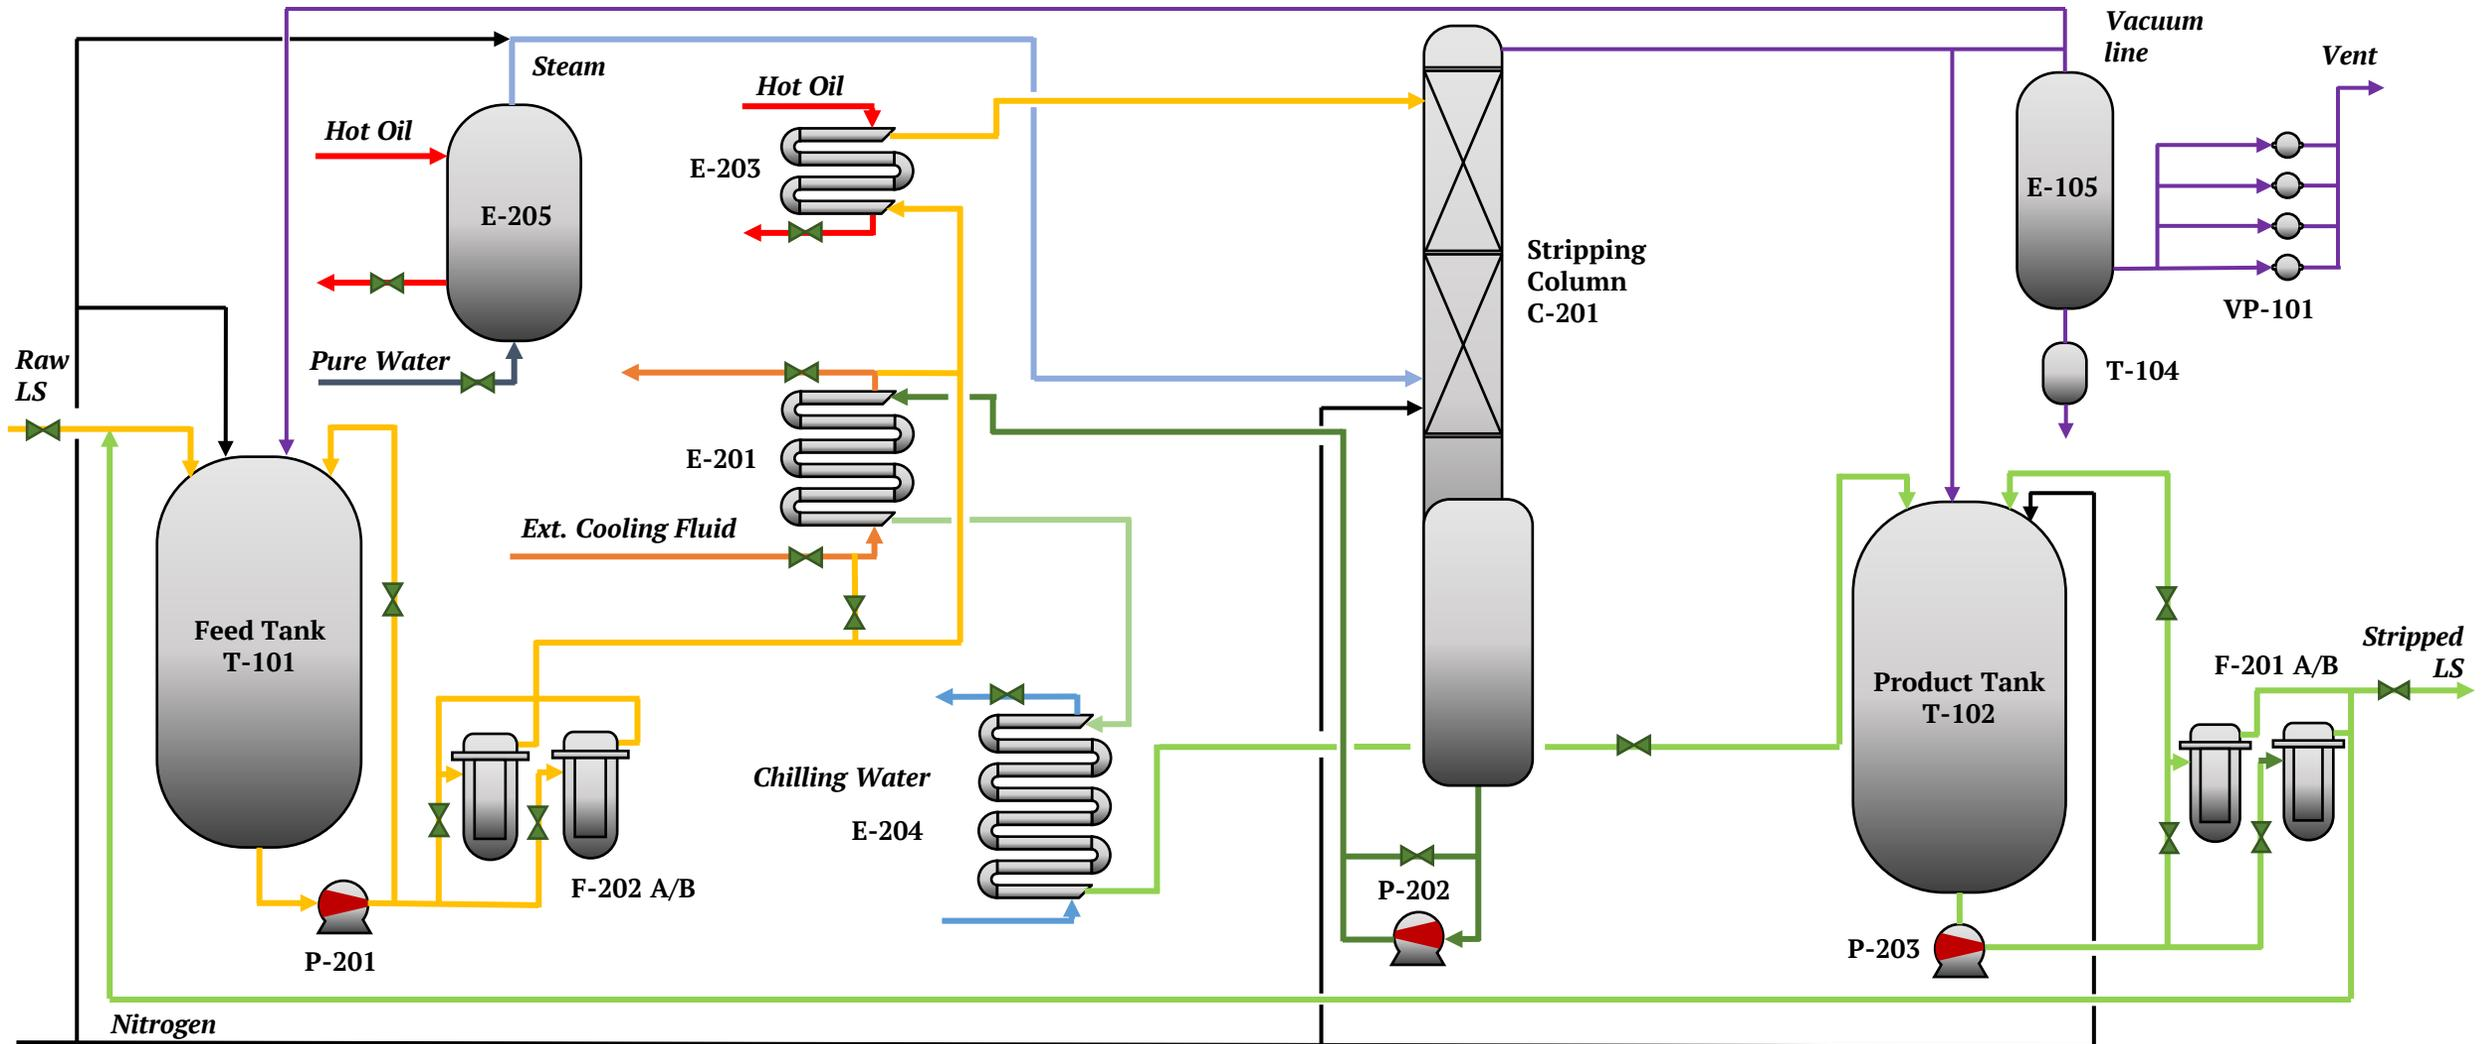 Vacuum
line
Vent
Steam
Hot Oil
Hot Oil
E-203
E-205
E-105
Stripping
Column
C-201
VP-101
Raw
LS
Pure Water
T-104
E-201
Ext. Cooling Fluid
Feed Tank
T-101
Stripped
LS
F-201 A/B
Product Tank
T-102
Chilling Water
E-204
F-202 A/B
P-202
P-203
P-201
Nitrogen